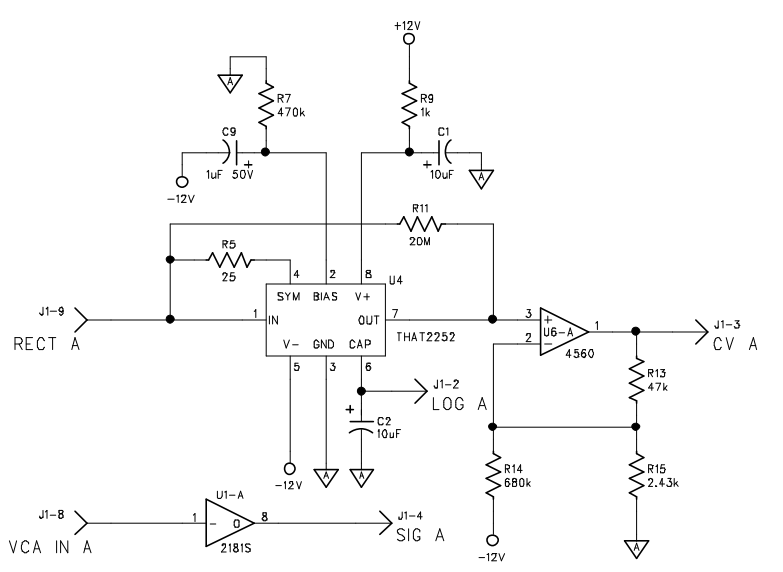 +12V
A
R7
470k
R9
1k
C9
1uF
+
50V
-12V
C1
+
10uF
A
R11
20M
R5
25
4
2
8
U4
SYM
BIAS
V+
J1-9
RECT A
1
IN
OUT
7
THAT2252
V-
GND
CAP
5
3
6
3
+
U6-A
2
-
4560
1
J1-3
CV A
J1-2
LOG A
+
C2
10uF
R13
47k
-12V
A
A
R14
680k
R15
2.43k
-12V
A
J1-8
VCA IN A
U1-A
1
-
0
8
2181S
J1-4
SIG A